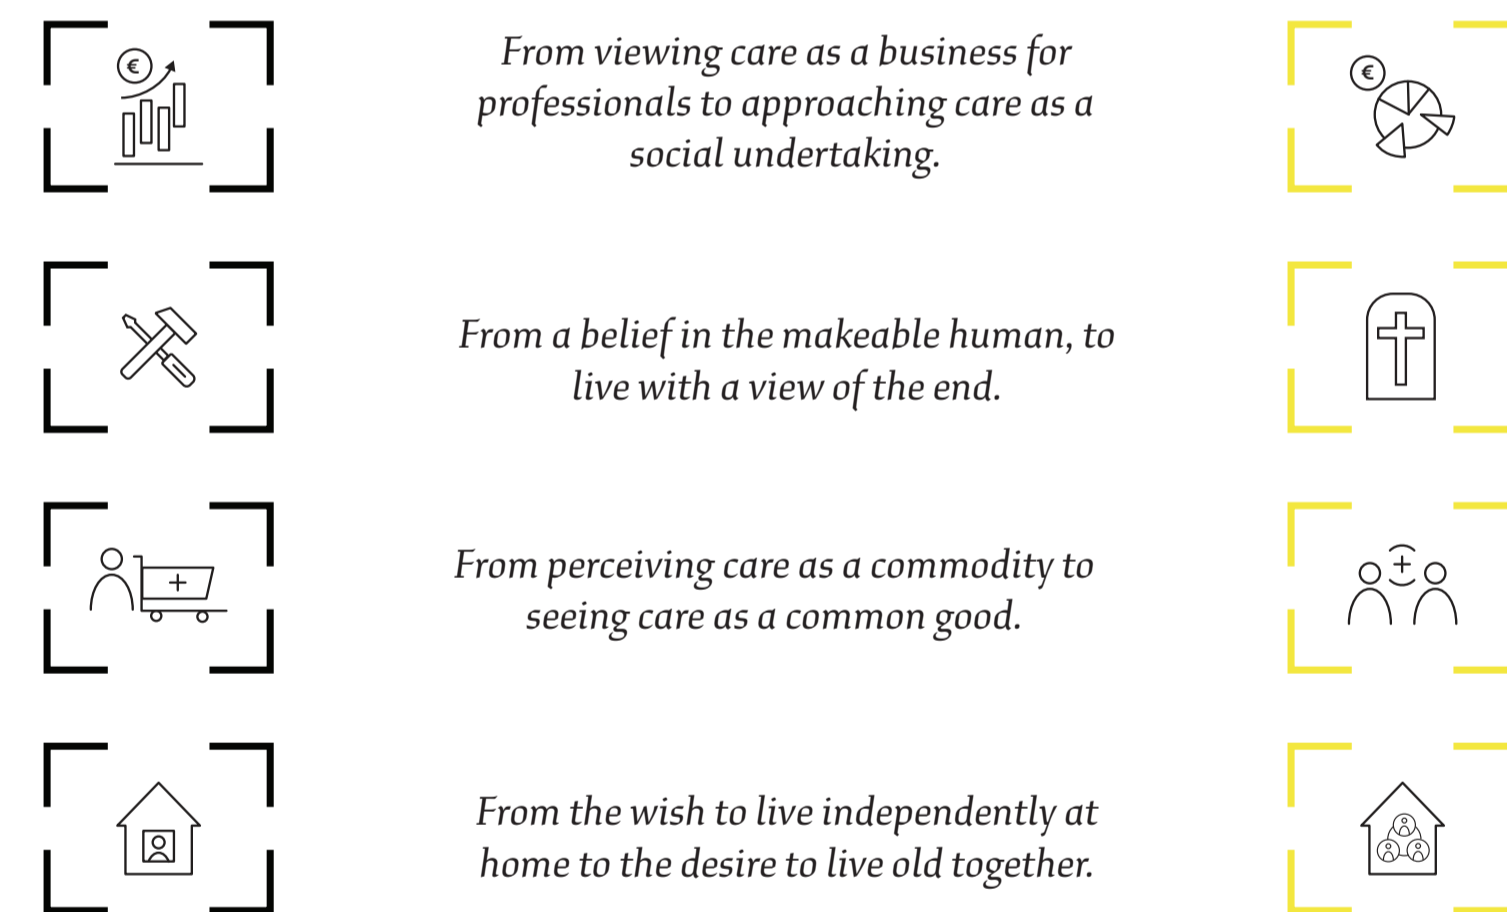 €
From viewing care as a business for
professionals to approaching care as a
social undertaking.
€
From a belief in the makeable human, to
live with a view of the end.
From perceiving care as a commodity to
seeing care as a common good.
From the wish to live independently at
home to the desire to live old together.